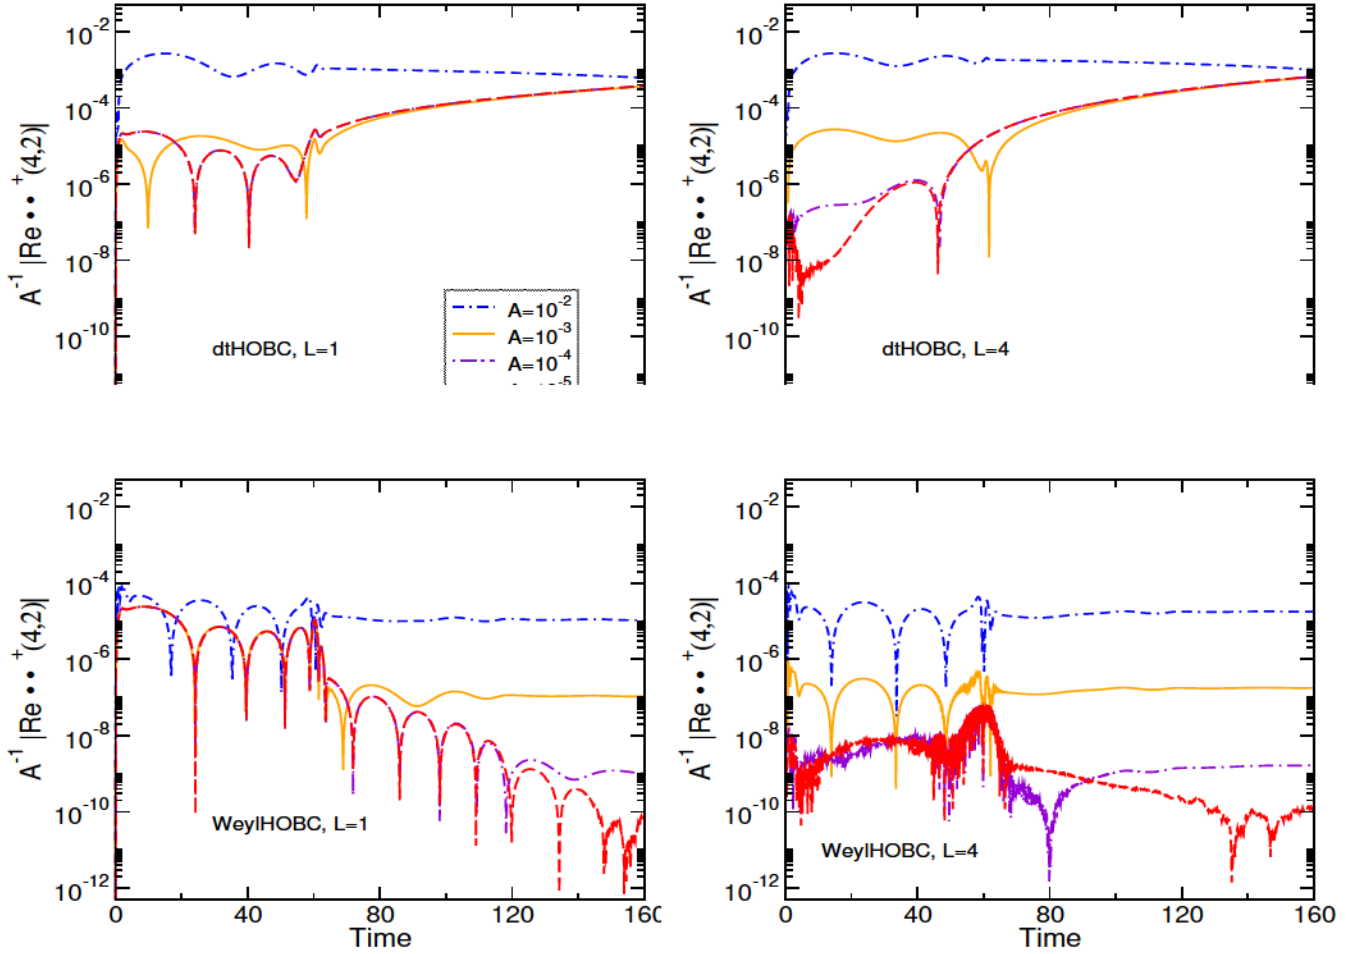 10^-2
10^-4
10^-6
10^-8
10^-10
A^-1 |Re•• ^+(4,2)|
dtHOBC, L=1
A=10^-2
A=10^-3
A=10^-4
10^-2
10^-4
10^-6
10^-8
10^-10
A^-1 |Re•• ^+(4,2)|
dtHOBC, L=4
10^-2
10^-4
10^-6
10^-8
10^-10
10^-12
A^-1 |Re•• ^+(4,2)|
WeylHOBC, L=1
0 40 80 120 160
Time
10^-2
10^-4
10^-6
10^-8
10^-10
10^-12
A^-1 |Re•• ^+(4,2)|
WeylHOBC, L=4
0 40 80 120 160
Time